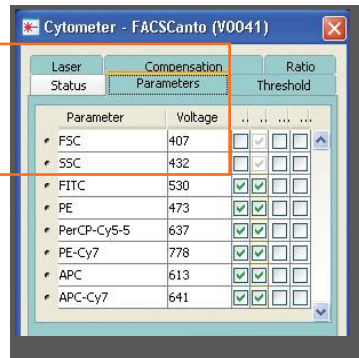 Cytometer - FACSCanto (V0041)
Laser Compensation Ratio
Status Parameters Threshold
Parameter Voltage .. .. ... ...
FSC 407
SSC 432
FITC 530
PE 473
PerCP-Cy5-5 637
PE-Cy7 778
APC 613
APC-Cy7 641